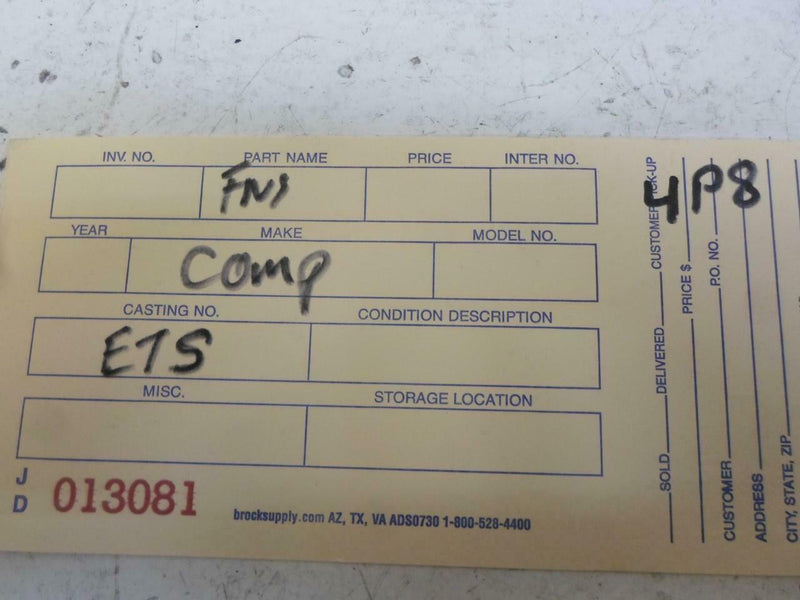 INV. NO. PART NAME PRICE INTER NO.
FNS
YEAR MAKE MODEL NO.
Comp
CASTING NO. CONDITION DESCRIPTION
ETS
MISC. STORAGE LOCATION
J
D
013081
brocksupply.com AZ, TX, VA ADS0730 1-800-528-4400
4P8
SOLD DELIVERED CUSTOMER PICK-UP
PRICE $
CUSTOMER P.O. NO.
ADDRESS
CITY, STATE, ZIP